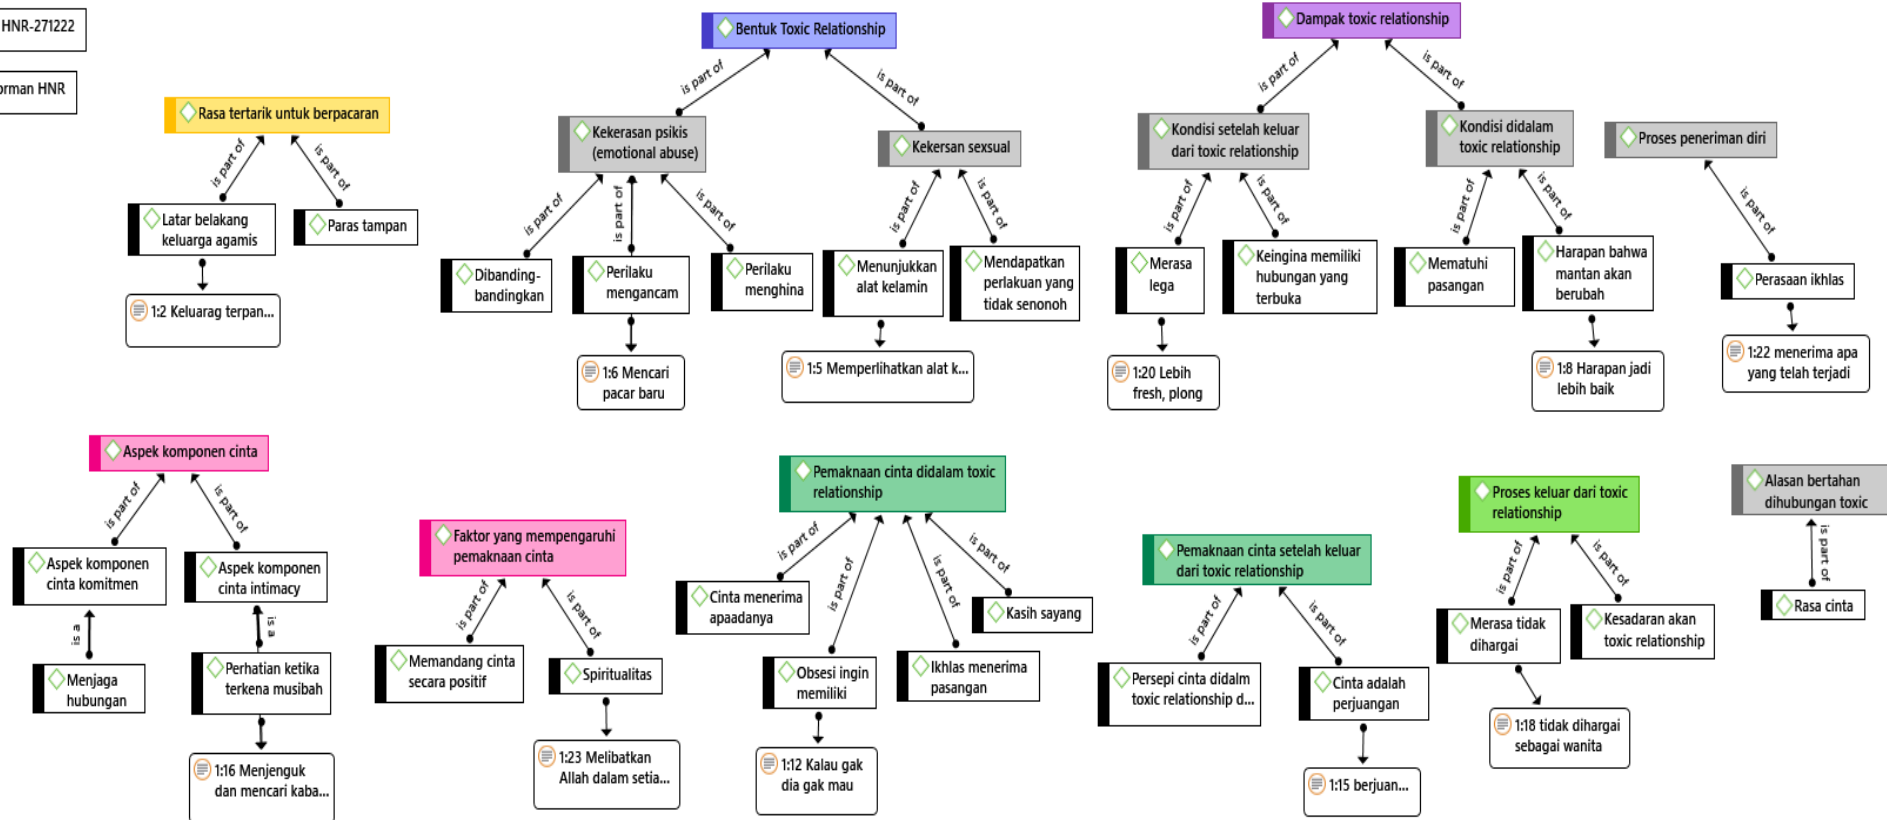 HNR-271222
orman HNR
Rasa tertarik untuk berpacaran
is part of
is part of
Latar belakang
keluarga agamis
Paras tampan
1:2 Keluarag terpan...
Bentuk Toxic Relationship
is part of
is part of
Kekerasan psikis
(emotional abuse)
Kekersan sexsual
is part of
is part of
is part of
is part of
is part of
Dibanding-
bandingkan
Perilaku
mengancam
Perilaku
menghina
Menunjukkan
alat kelamin
Mendapatkan
perlakuan yang
tidak senonoh
1:6 Mencari
pacar baru
1:5 Memperlihatkan alat k...
Dampak toxic relationship
is part of
is part of
Kondisi setelah keluar
dari toxic relationship
Kondisi didalam
toxic relationship
is part of
is part of
is part of
is part of
Merasa
lega
Keingina memiliki
hubungan yang
terbuka
Mematuhi
pasangan
Harapan bahwa
mantan akan
berubah
1:20 Lebih
fresh, plong
1:8 Harapan jadi
lebih baik
Proses peneriman diri
is part of
Perasaan ikhlas
1:22 menerima apa
yang telah terjadi
Aspek komponen cinta
is part of
is part of
Aspek komponen
cinta komitmen
Aspek komponen
cinta intimacy
is a
is a
Menjaga
hubungan
Perhatian ketika
terkena musibah
1:16 Menjenguk
dan mencari kaba...
Faktor yang mempengaruhi
pemaknaan cinta
is part of
is part of
Memandang cinta
secara positif
Spiritualitas
1:23 Melibatkan
Allah dalam setia...
Pemaknaan cinta didalam toxic
relationship
is part of
is part of
is part of
is part of
Cinta menerima
apaadanya
Obsesi ingin
memiliki
Ikhlas menerima
pasangan
Kasih sayang
1:12 Kalau gak
dia gak mau
Pemaknaan cinta setelah keluar
dari toxic relationship
is part of
is part of
Persepi cinta didalm
toxic relationship d...
Cinta adalah
perjuangan
1:15 berjuan...
Proses keluar dari toxic
relationship
is part of
is part of
Merasa tidak
dihargai
Kesadaran akan
toxic relationship
1:18 tidak dihargai
sebagai wanita
Alasan bertahan
dihubungan toxic
is part of
Rasa cinta